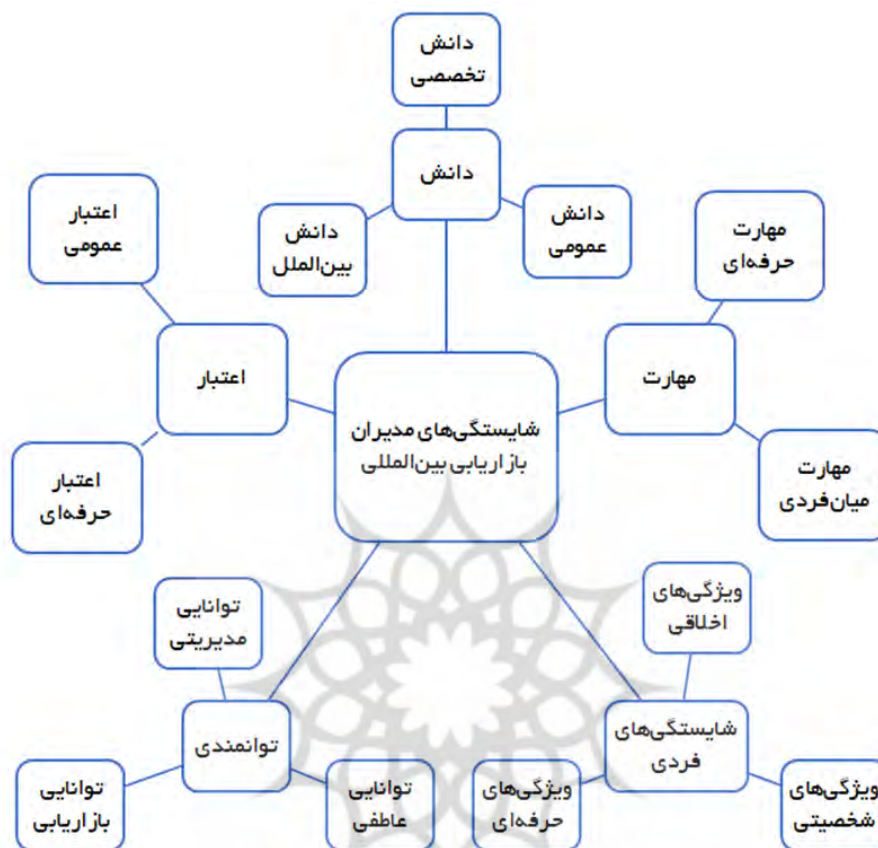 دانش
تخصصی
دانش
دانش
بین‌الملل
دانش
عمومی
اعتبار
عمومی
مهارت
حرفه‌ای
اعتبار
مهارت
شایستگی‌های مدیران
بازاریابی بین‌المللی
اعتبار
حرفه‌ای
مهارت
میان‌فردی
توانایی
مدیریتی
ویژگی‌های
اخلاقی
توانمندی
شایستگی‌های
فردی
توانایی
بازاریابی
توانایی
عاطفی
ویژگی‌های
حرفه‌ای
ویژگی‌های
شخصیتی